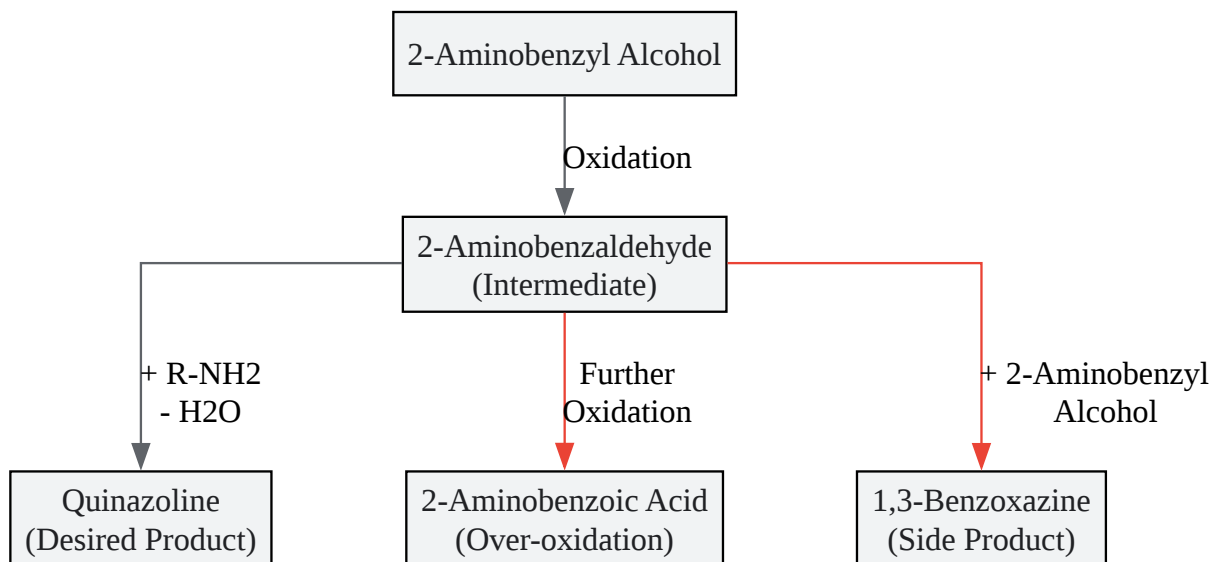 2-Aminobenzyl Alcohol
Oxidation
2-Aminobenzaldehyde
(Intermediate)
+ R-NH2
- H2O
Further
Oxidation
+ 2-Aminobenzyl
Alcohol
Quinazoline
(Desired Product)
2-Aminobenzoic Acid
(Over-oxidation)
1,3-Benzoxazine
(Side Product)